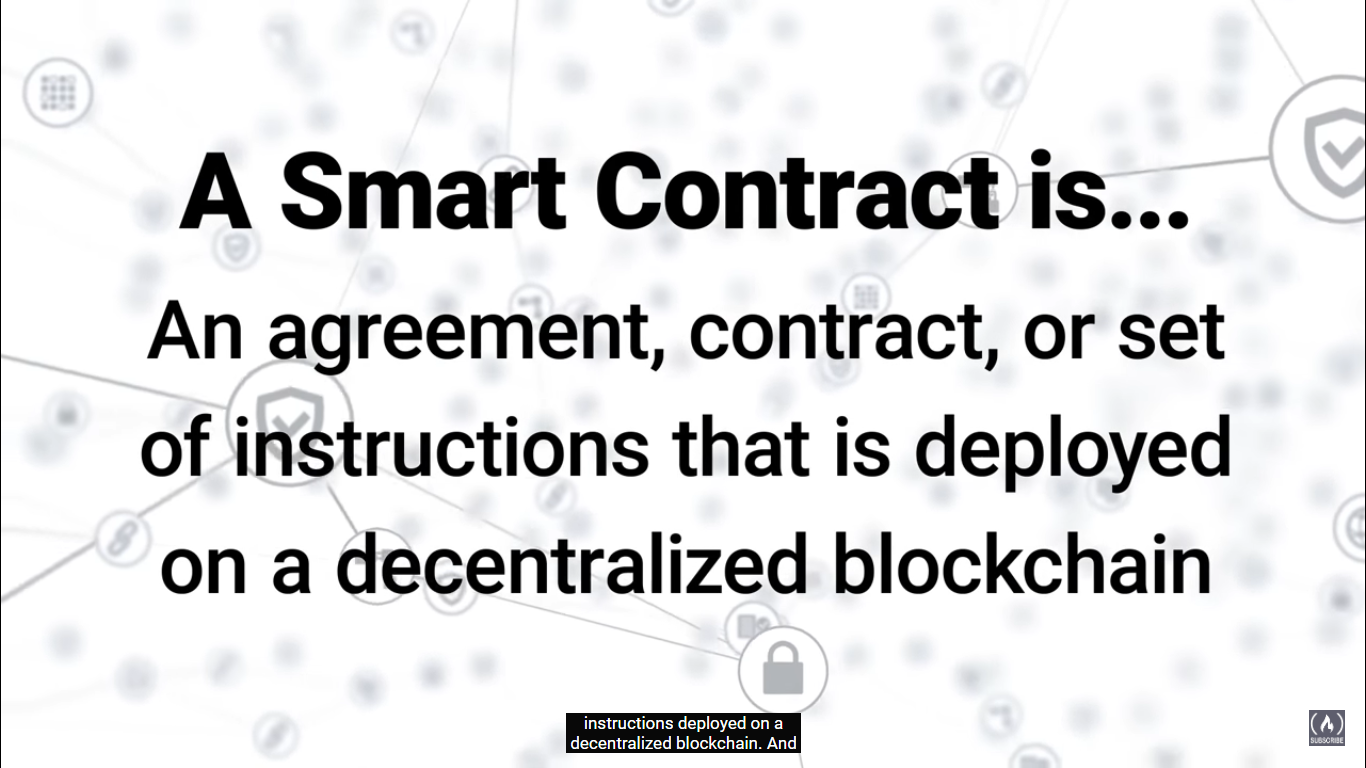 A Smart Contract is...
An agreement, contract, or set
of instructions that is deployed
on a decentralized blockchain
instructions deployed on a
decentralized blockchain. And
SUBSCRIBE